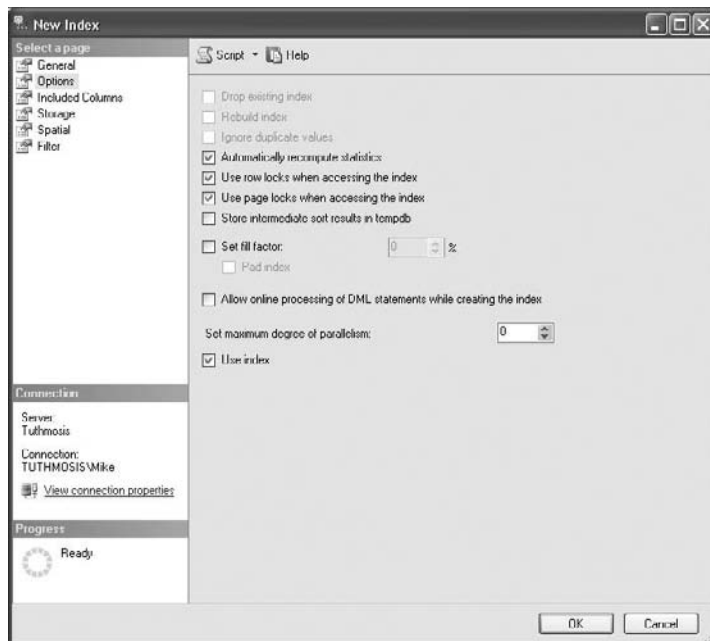 New Index
Select a page
General
Options
Included Columns
Storage
Spatial
Filter
Script
Help
Drop existing index
Rebuild index
Ignore duplicate values
Automatically recompute statistics
Use row locks when accessing the index
Use page locks when accessing the index
Store intermediate sort results in tempdb
Set fill factor:
0
%
Pad index
Allow online processing of DML statements while creating the index
Set maximum degree of parallelism:
0
Use index
Connection
Server:
Tuthmosis
Connection:
TUTHMOSIS\Mike
View connection properties
Progress
Ready
OK
Cancel